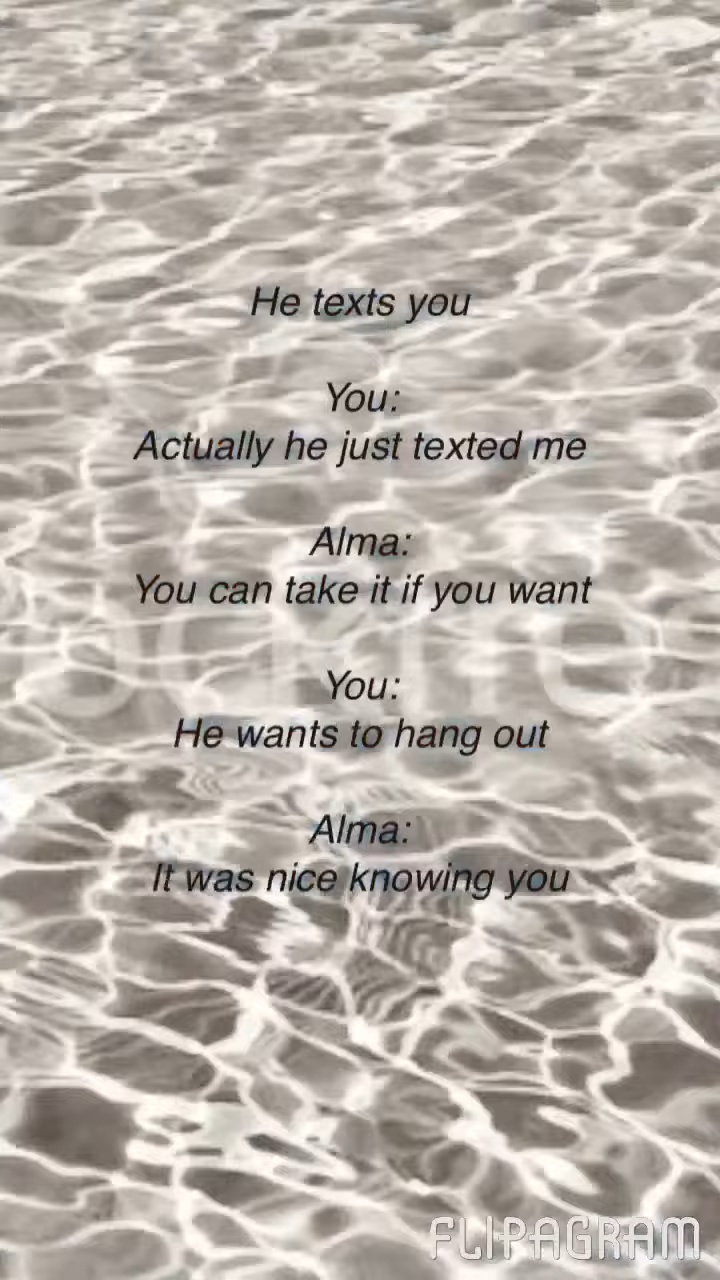 He texts you
You:
Actually he just texted me
Alma:
You can take it if you want
You:
He wants to hang out
Alma:
It was nice knowing you
FLIPAGRAM